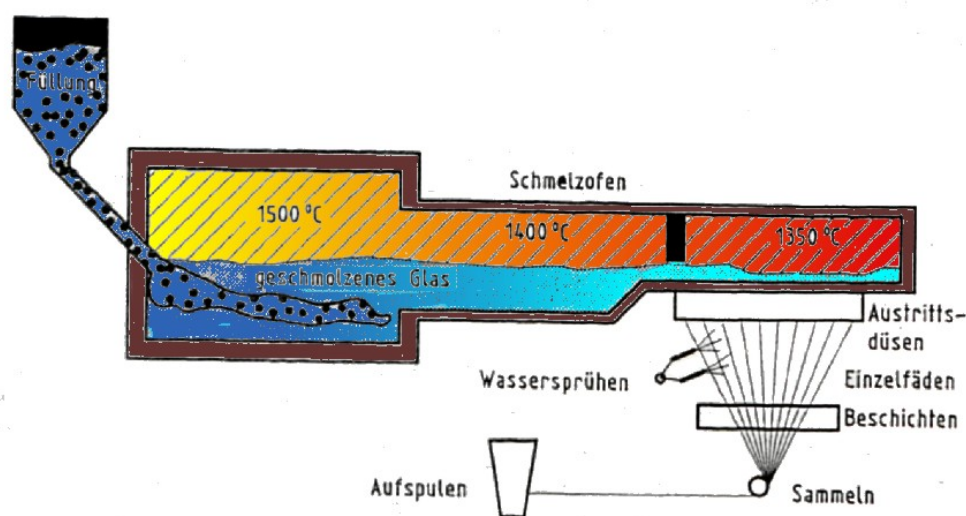 Füllung
Schmelzofen
1500 °C
1400 °C
1350 °C
geschmolzenes Glas
Austritts-
düsen
Wassersprühen
Einzelfäden
Beschichten
Aufspulen
Sammeln